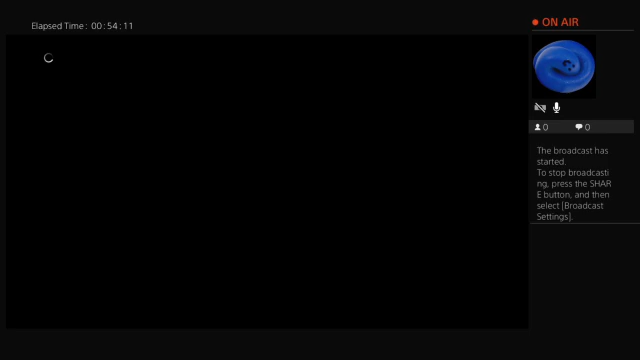 Elapsed Time : 00 : 54 : 11
ON AIR
0 0
The broadcast has
started.
To stop broadcasti
ng, press the SHAR
E button, and then
select [Broadcast
Settings].